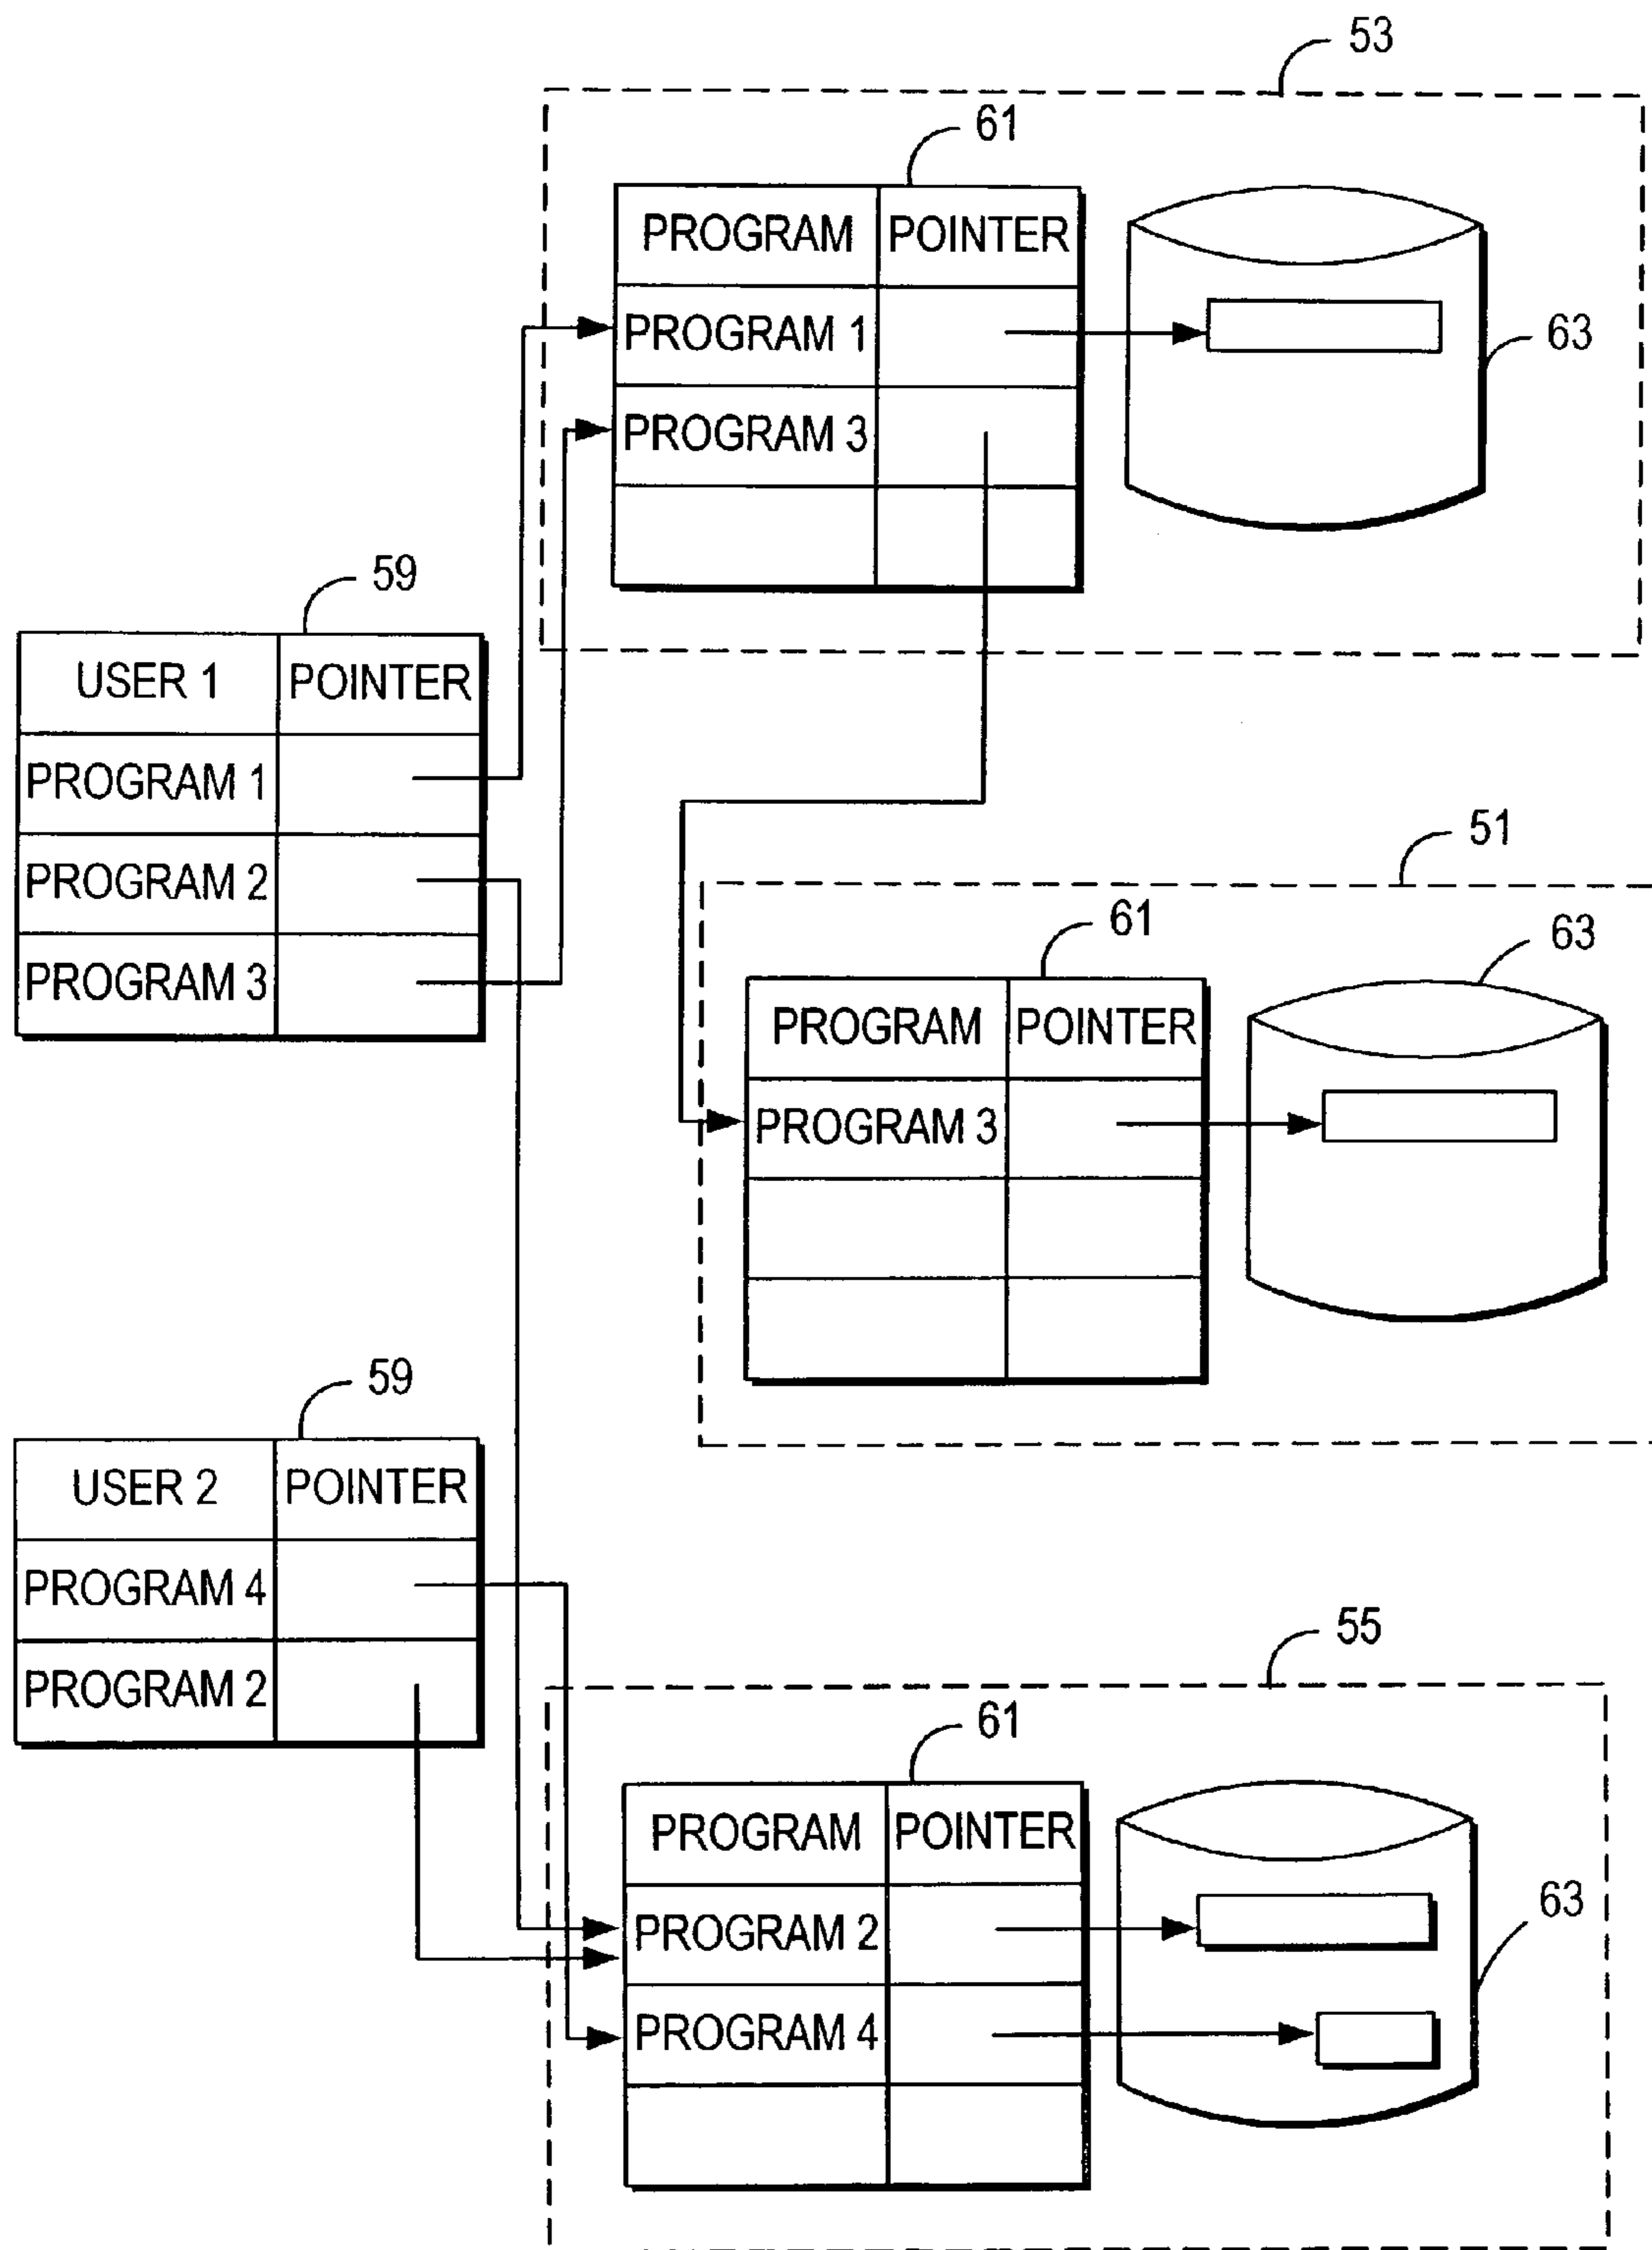 53
61
PROGRAM POINTER
PROGRAM 1
63
PROGRAM 3
59
USER 1 POINTER
PROGRAM 1
PROGRAM 2
PROGRAM 3
51
61
63
PROGRAM POINTER
PROGRAM 3
59
USER 2 POINTER
PROGRAM 4
PROGRAM 2
55
61
PROGRAM POINTER
PROGRAM 2
63
PROGRAM 4